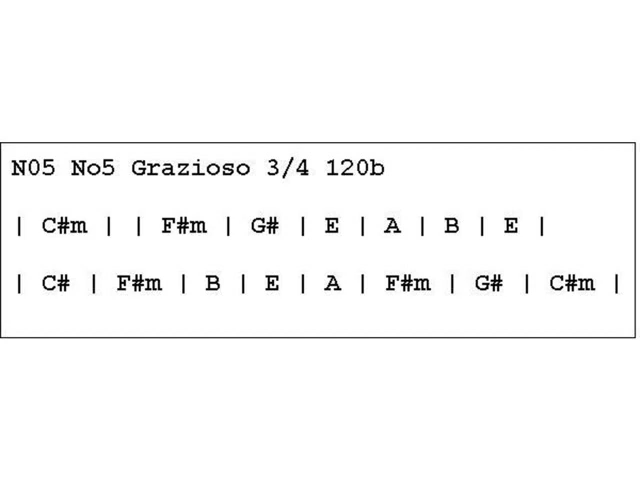 N05 No5 Grazioso 3/4 120b
| C#m | | F#m | G# | E | A | B | E |
| C# | F#m | B | E | A | F#m | G# | C#m |